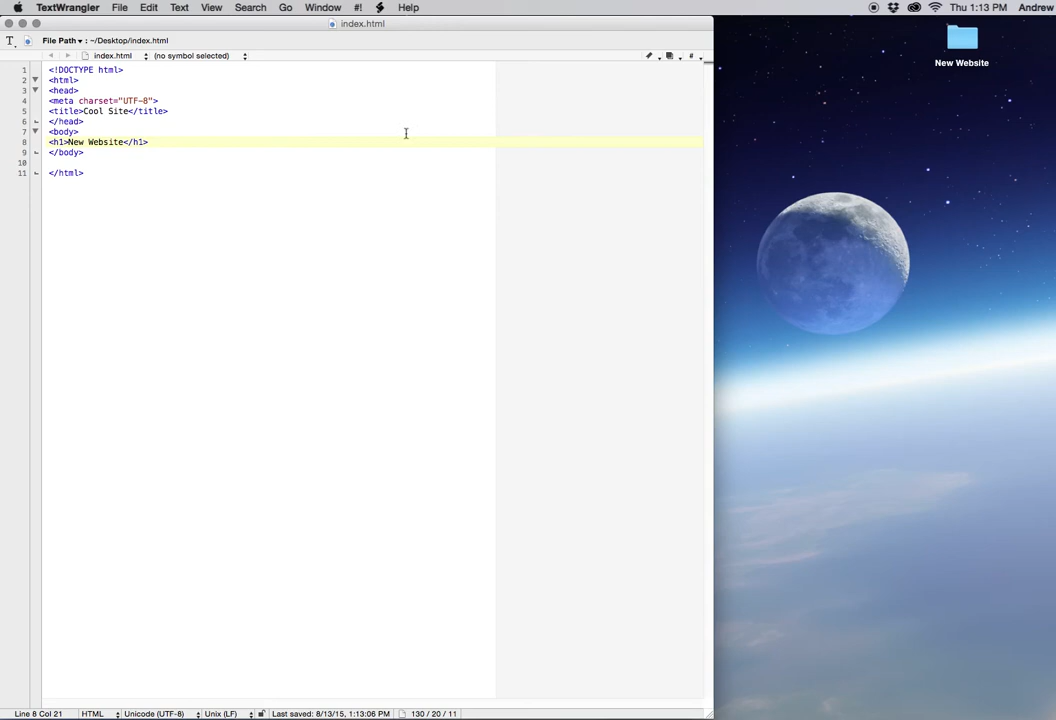 TextWrangler File Edit Text View Search Go Window #! Help Thu 1:13 PM Andrew
index.html
File Path ▾ : ~/Desktop/index.html
index.html (no symbol selected) #
1 <!DOCTYPE html>
2 <html>
3 <head>
4 <meta charset="UTF-8">
5 <title>Cool Site</title>
6 </head>
7 <body>
8 <h1>New Website</h1>
9 </body>
10
11 </html>
New Website
Line 8 Col 21 HTML Unicode (UTF-8) Unix (LF) Last saved: 8/13/15, 1:13:06 PM 130 / 20 / 11